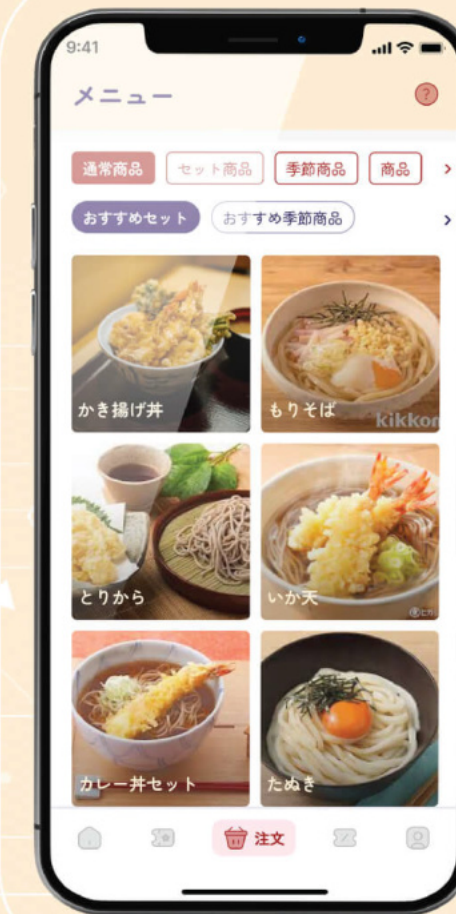 9:41
メニュー
?
通常商品 セット商品 季節商品 商品 >
おすすめセット おすすめ季節商品 >
かき揚げ丼 もりそば
kikko
とりから いか天
カレー丼セット たぬき
注文